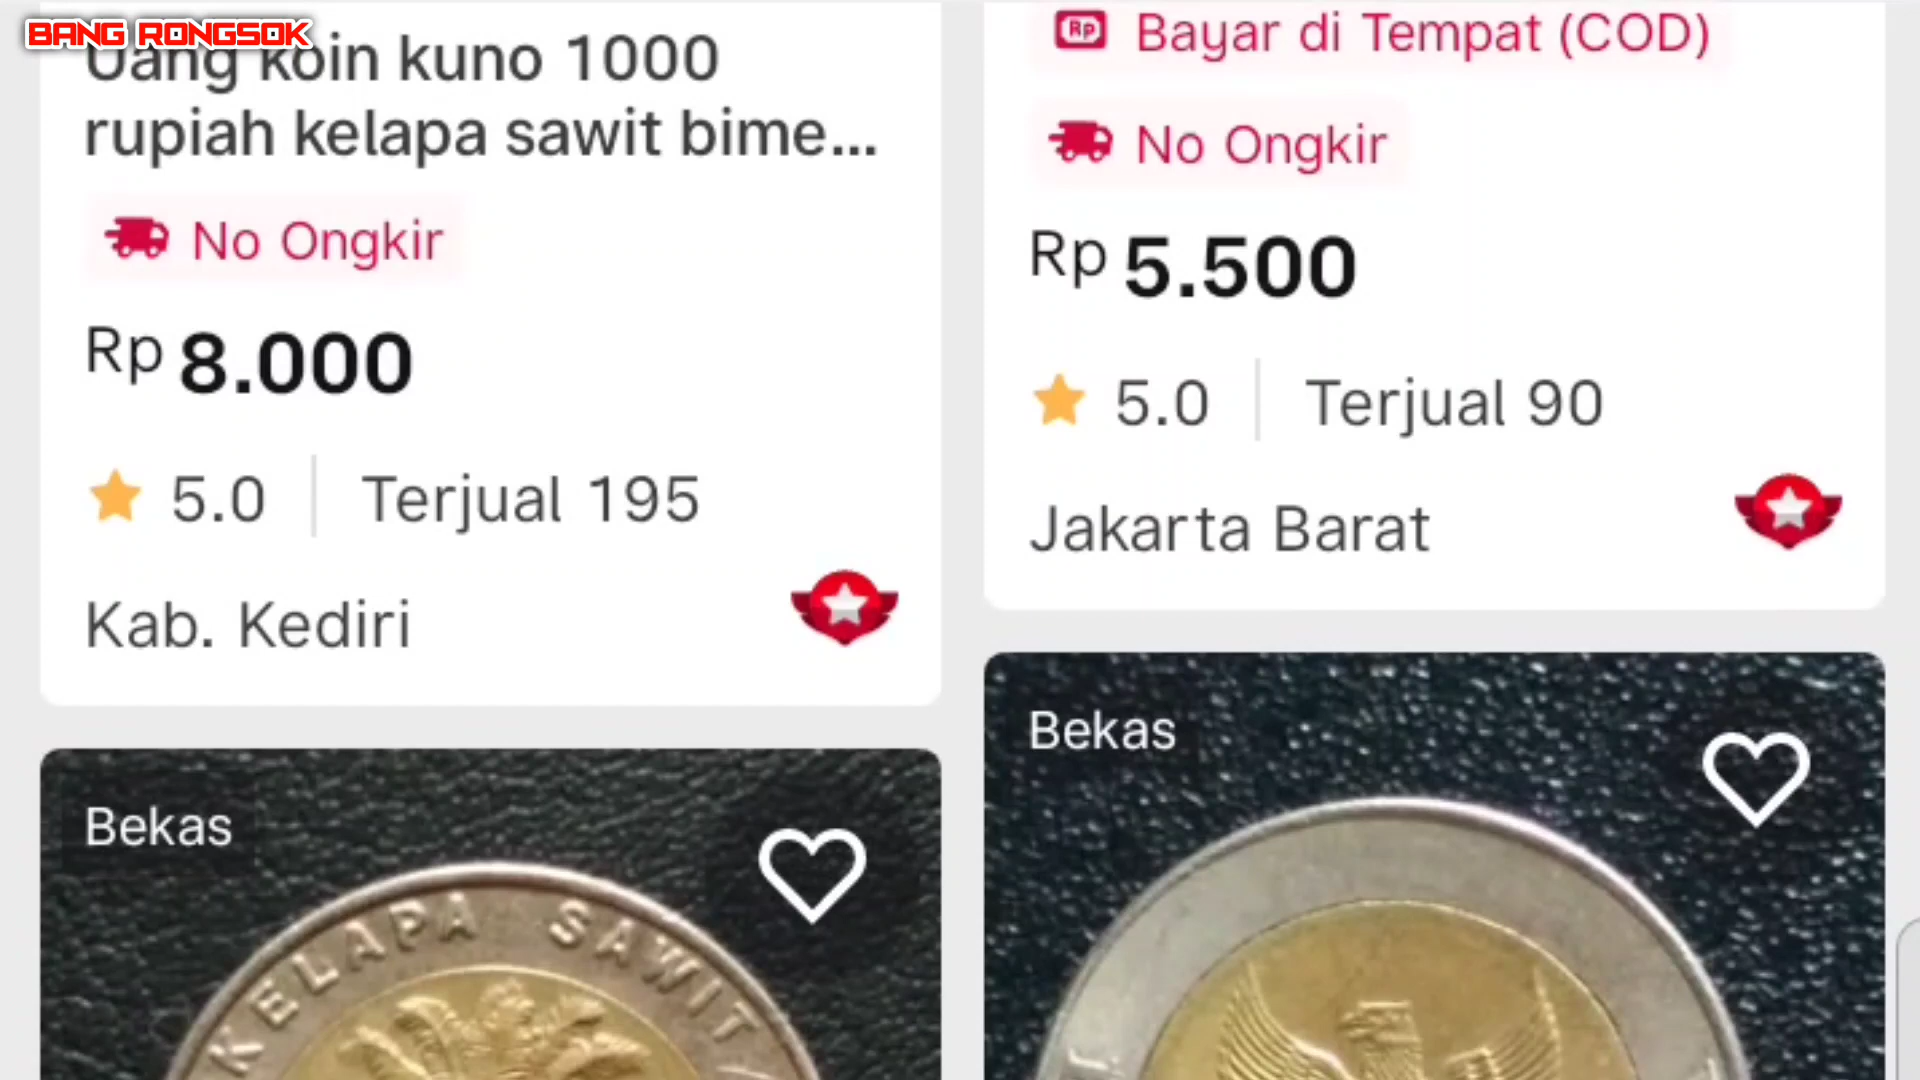 BANG RONGSOK
Uang koin kuno 1000
rupiah kelapa sawit bime...
No Ongkir
Rp 8.000
5.0 Terjual 195
Kab. Kediri
Bekas
KELAPA SAWIT
Rp Bayar di Tempat (COD)
No Ongkir
Rp 5.500
5.0 Terjual 90
Jakarta Barat
Bekas